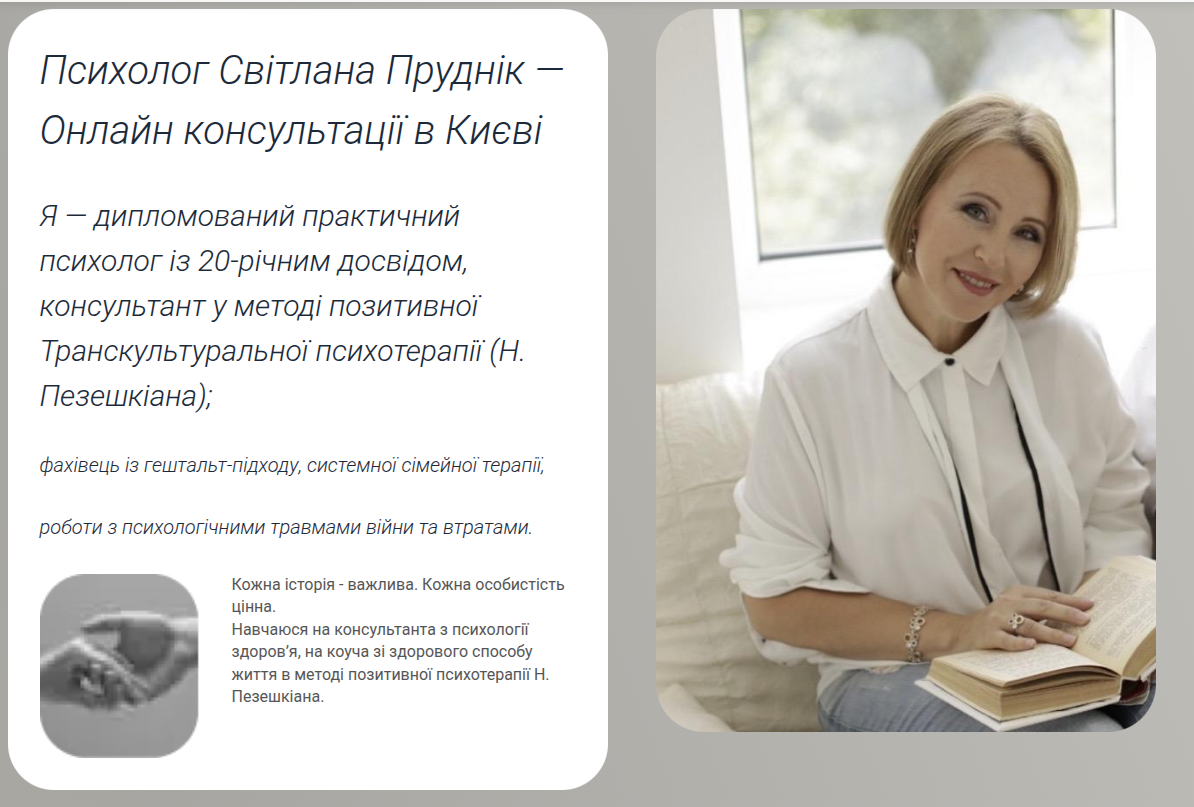 Психолог Світлана Пруднік —
Онлайн консультації в Києві
Я — дипломований практичний
психолог із 20-річним досвідом,
консультант у методі позитивної
Транскультуральної психотерапії (Н.
Пезешкіана);
фахівець із гештальт-підходу, системної сімейної терапії,
роботи з психологічними травмами війни та втратами.
Кожна історія - важлива. Кожна особистість
цінна.
Навчаюся на консультанта з психології
здоров’я, на коуча зі здорового способу
життя в методі позитивної психотерапії Н.
Пезешкіана.